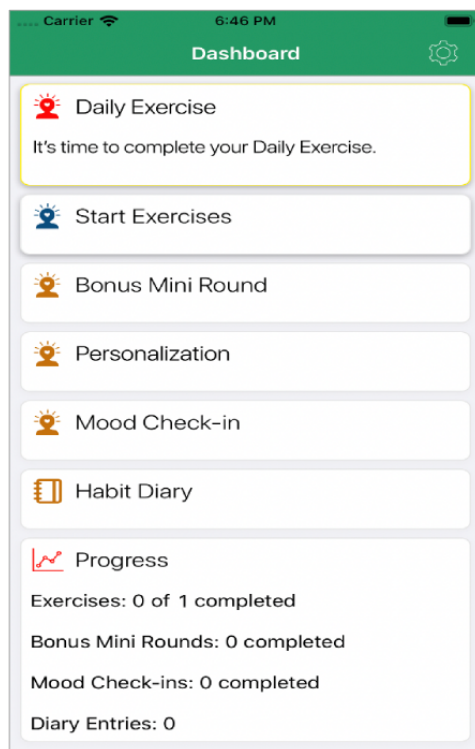 Carrier 6:46 PM
Dashboard
Daily Exercise
It's time to complete your Daily Exercise.
Start Exercises
Bonus Mini Round
Personalization
Mood Check-in
Habit Diary
Progress
Exercises: 0 of 1 completed
Bonus Mini Rounds: 0 completed
Mood Check-ins: 0 completed
Diary Entries: 0